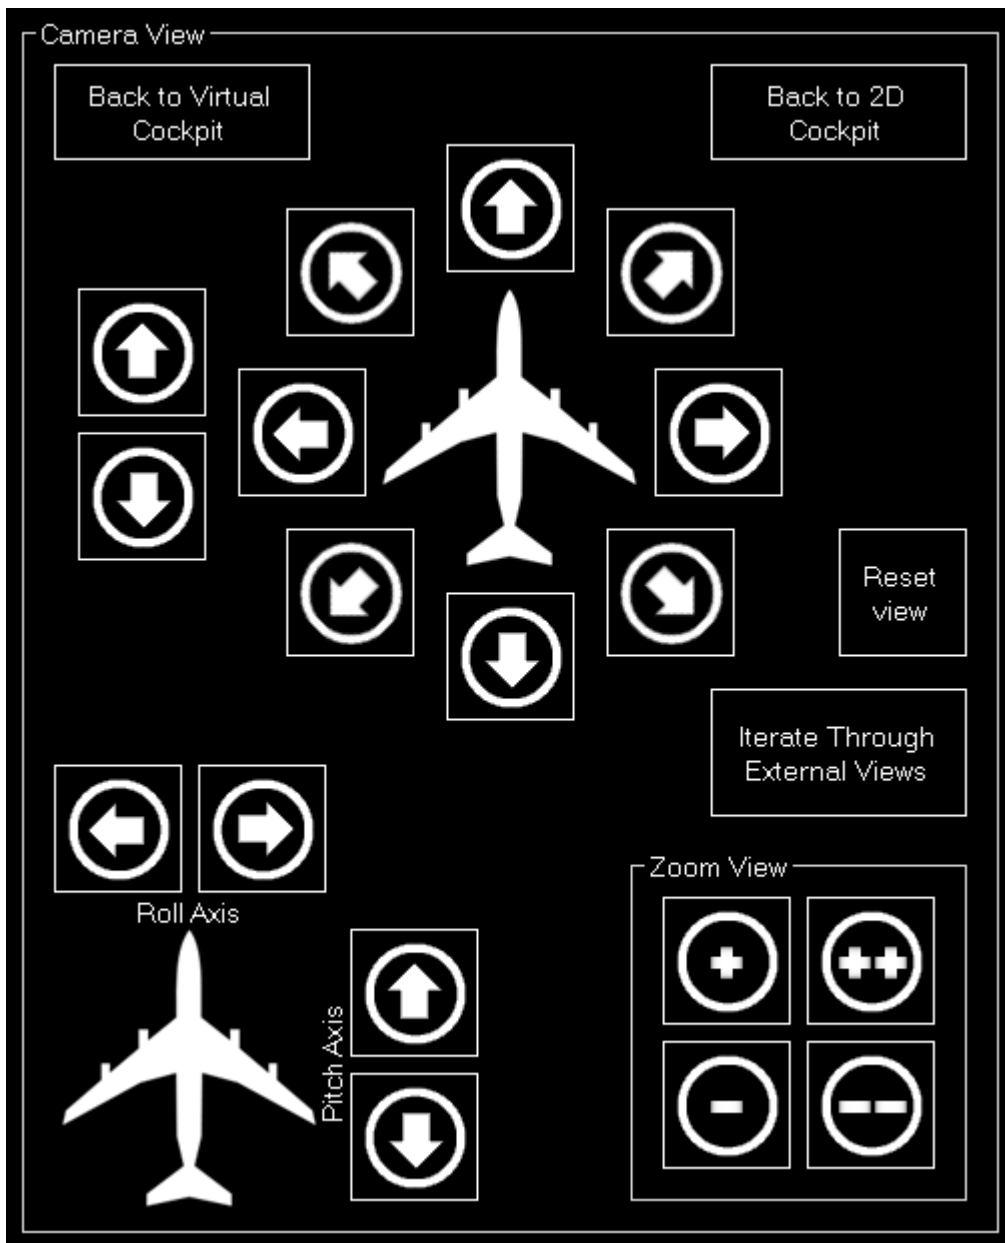 Camera View
Back to Virtual
Cockpit
Back to 2D
Cockpit
Reset
view
Iterate Through
External Views
Roll Axis
Pitch Axis
Zoom View
+
++
-
--